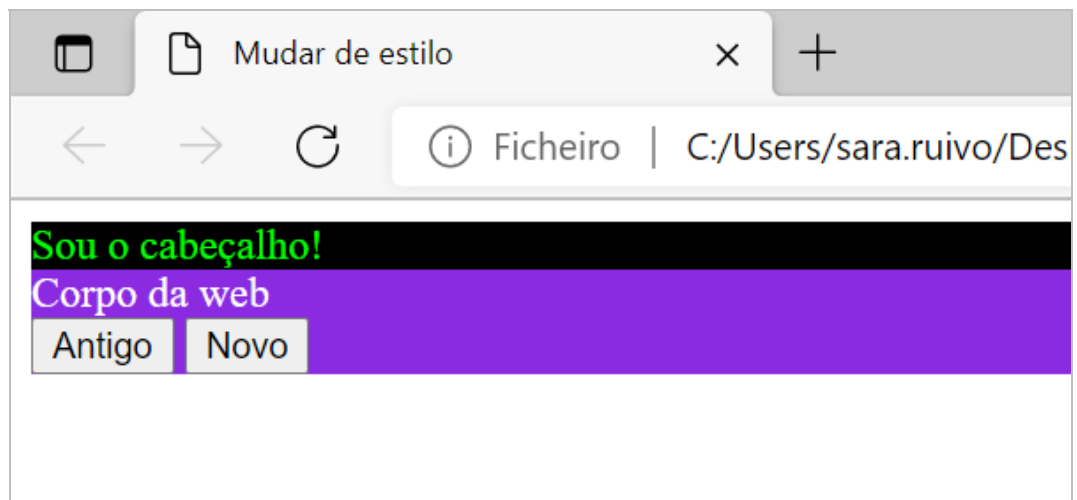 Mudar de estilo
Ficheiro | C:/Users/sara.ruivo/Des
Sou o cabeçalho!
Corpo da web
Antigo Novo